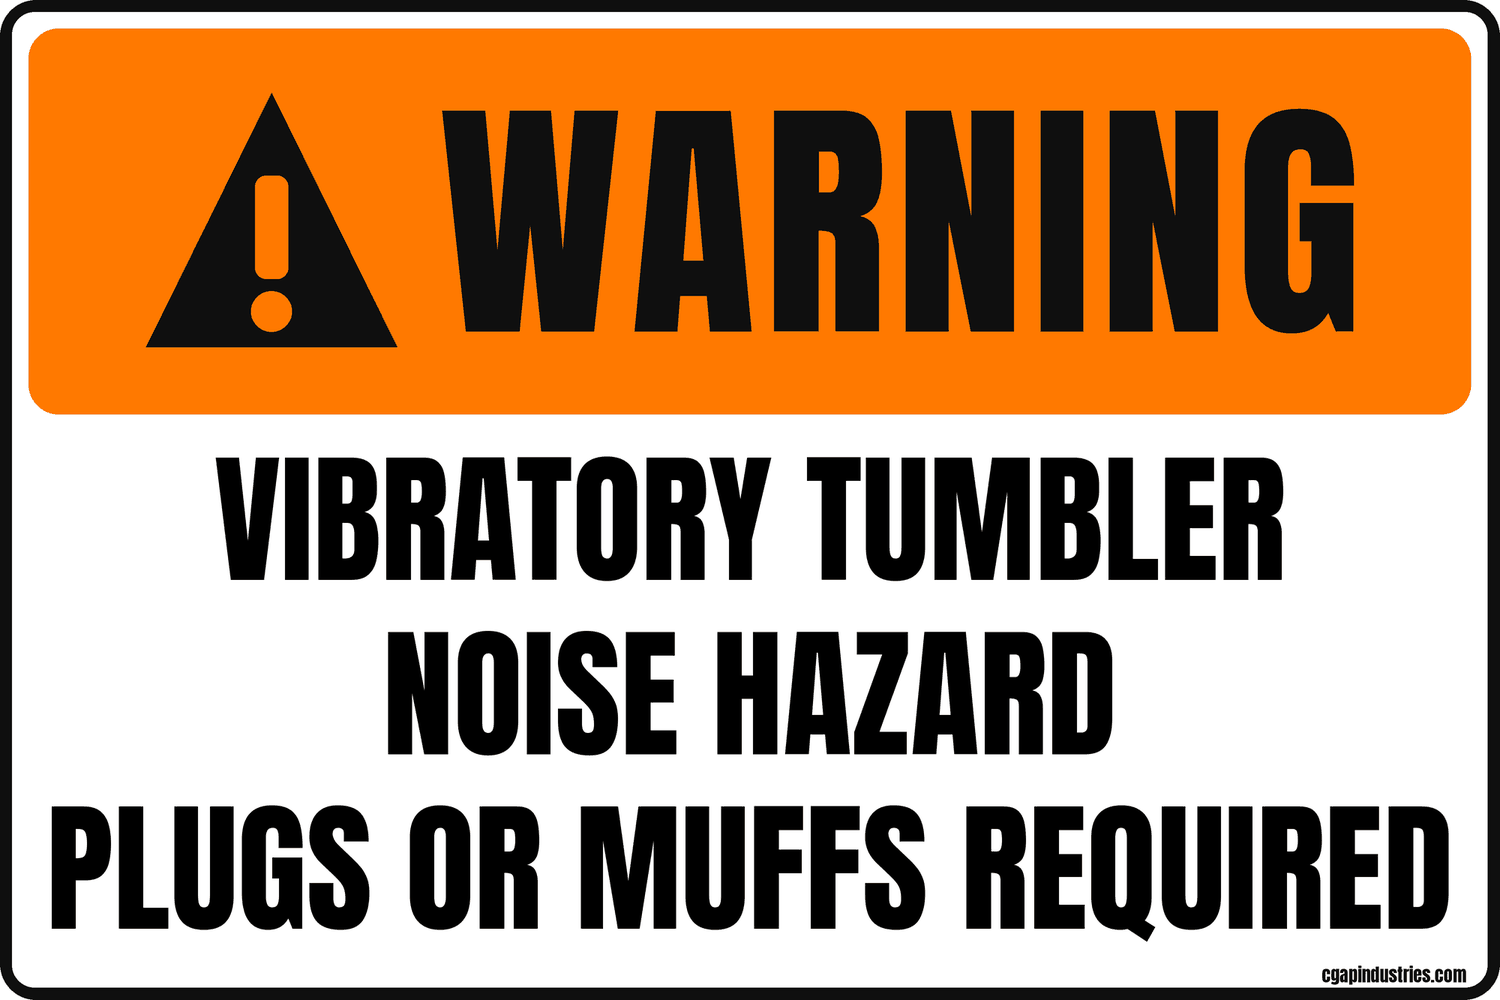 WARNING
VIBRATORY TUMBLER
NOISE HAZARD
PLUGS OR MUFFS REQUIRED
cgapindustries.com